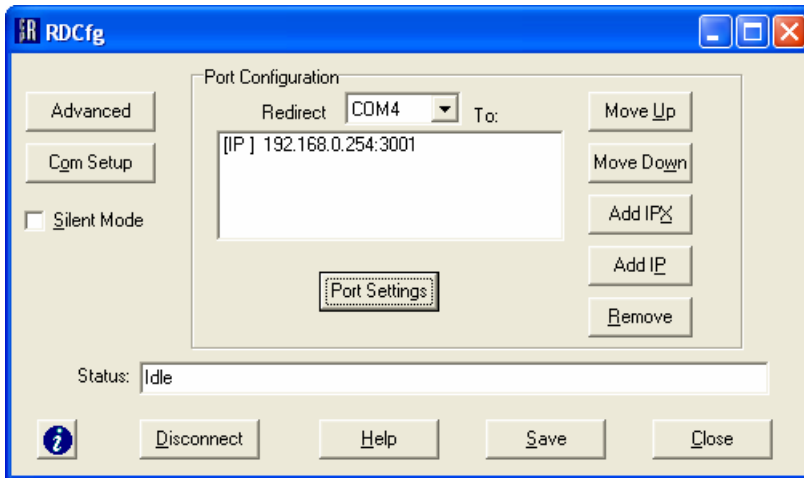 RDCfg
Port Configuration
Advanced
Redirect COM4 To:
Move Up
[IP ] 192.168.0.254:3001
Com Setup
Move Down
Silent Mode
Add IPX
Add IP
Port Settings
Remove
Status: Idle
Disconnect Help Save Close